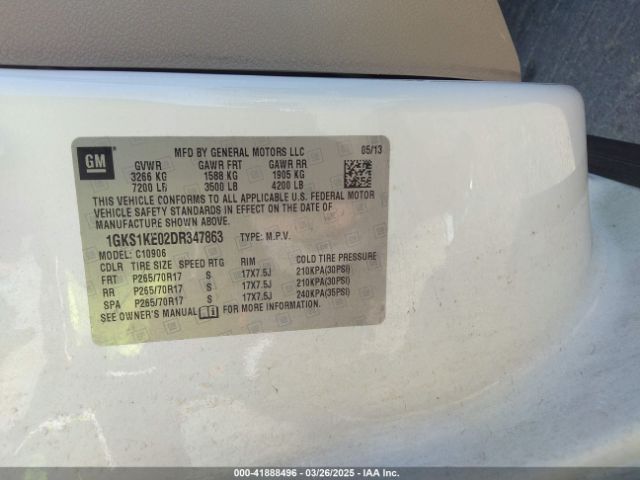 GM
MFD BY GENERAL MOTORS LLC 05/13
GVWR GAWR FRT GAWR RR
3266 KG 1588 KG 1905 KG
7200 LB 3500 LB 4200 LB
THIS VEHICLE CONFORMS TO ALL APPLICABLE U.S. FEDERAL MOTOR
VEHICLE SAFETY STANDARDS IN EFFECT ON THE DATE OF
MANUFACTURE SHOWN ABOVE.
1GKS1KE02DR347863 TYPE: M.P.V.
MODEL: C10906
CDLR TIRE SIZE SPEED RTG RIM COLD TIRE PRESSURE
FRT P265/70R17 S 17X7.5J 210KPA(30PSI)
RR P265/70R17 S 17X7.5J 210KPA(30PSI)
SPA P265/70R17 S 17X7.5J 240KPA(35PSI)
SEE OWNER'S MANUAL FOR MORE INFORMATION.
000-41888496 - 03/26/2025 - IAA Inc.